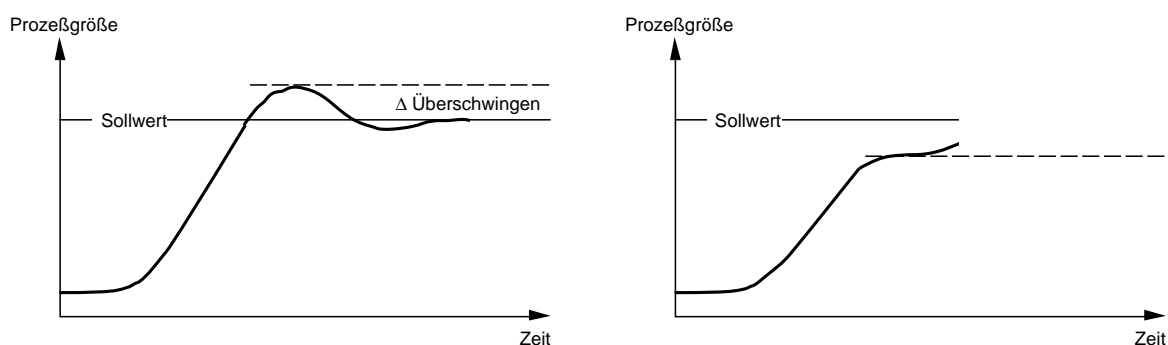 Prozeßgröße
Δ Überschwingen
Sollwert
Zeit
Prozeßgröße
Sollwert
Zeit